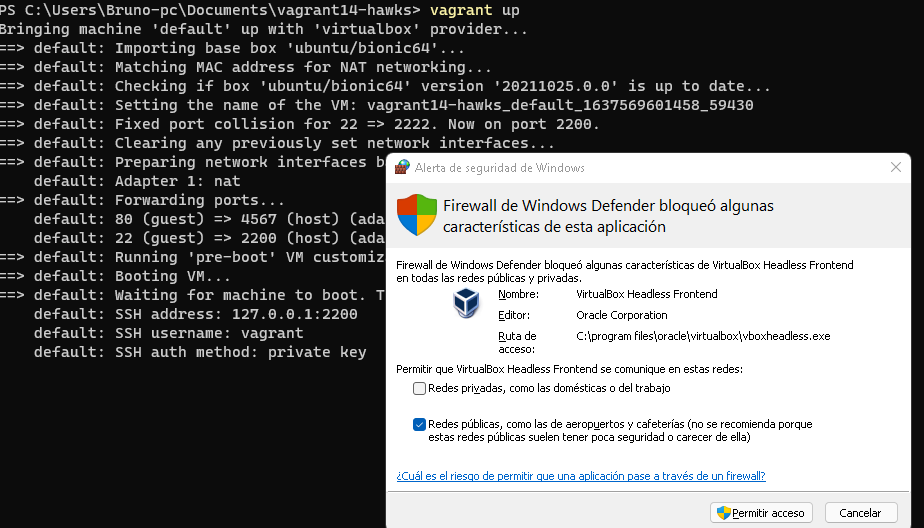 PS C:\Users\Bruno-pc\Documents\vagrant14-hawks> vagrant up
Bringing machine 'default' up with 'virtualbox' provider...
==> default: Importing base box 'ubuntu/bionic64'...
==> default: Matching MAC address for NAT networking...
==> default: Checking if box 'ubuntu/bionic64' version '20211025.0.0' is up to date...
==> default: Setting the name of the VM: vagrant14-hawks_default_1637569601458_59430
==> default: Fixed port collision for 22 => 2222. Now on port 2200.
==> default: Clearing any previously set network interfaces...
==> default: Preparing network interfaces b
default: Adapter 1: nat
==> default: Forwarding ports...
default: 80 (guest) => 4567 (host) (ada
default: 22 (guest) => 2200 (host) (ada
==> default: Running 'pre-boot' VM customiz
==> default: Booting VM...
==> default: Waiting for machine to boot. T
default: SSH address: 127.0.0.1:2200
default: SSH username: vagrant
default: SSH auth method: private key
Alerta de seguridad de Windows
Firewall de Windows Defender bloqueó algunas
características de esta aplicación
Firewall de Windows Defender bloqueó algunas características de VirtualBox Headless Frontend
en todas las redes públicas y privadas.
Nombre: VirtualBox Headless Frontend
Editor: Oracle Corporation
Ruta de C:\program files\oracle\virtualbox\vboxheadless.exe
acceso:
Permitir que VirtualBox Headless Frontend se comunique en estas redes:
Redes privadas, como las domésticas o del trabajo
Redes públicas, como las de aeropuertos y cafeterías (no se recomienda porque
estas redes públicas suelen tener poca seguridad o carecer de ella)
¿Cuál es el riesgo de permitir que una aplicación pase a través de un firewall?
Permitir acceso Cancelar